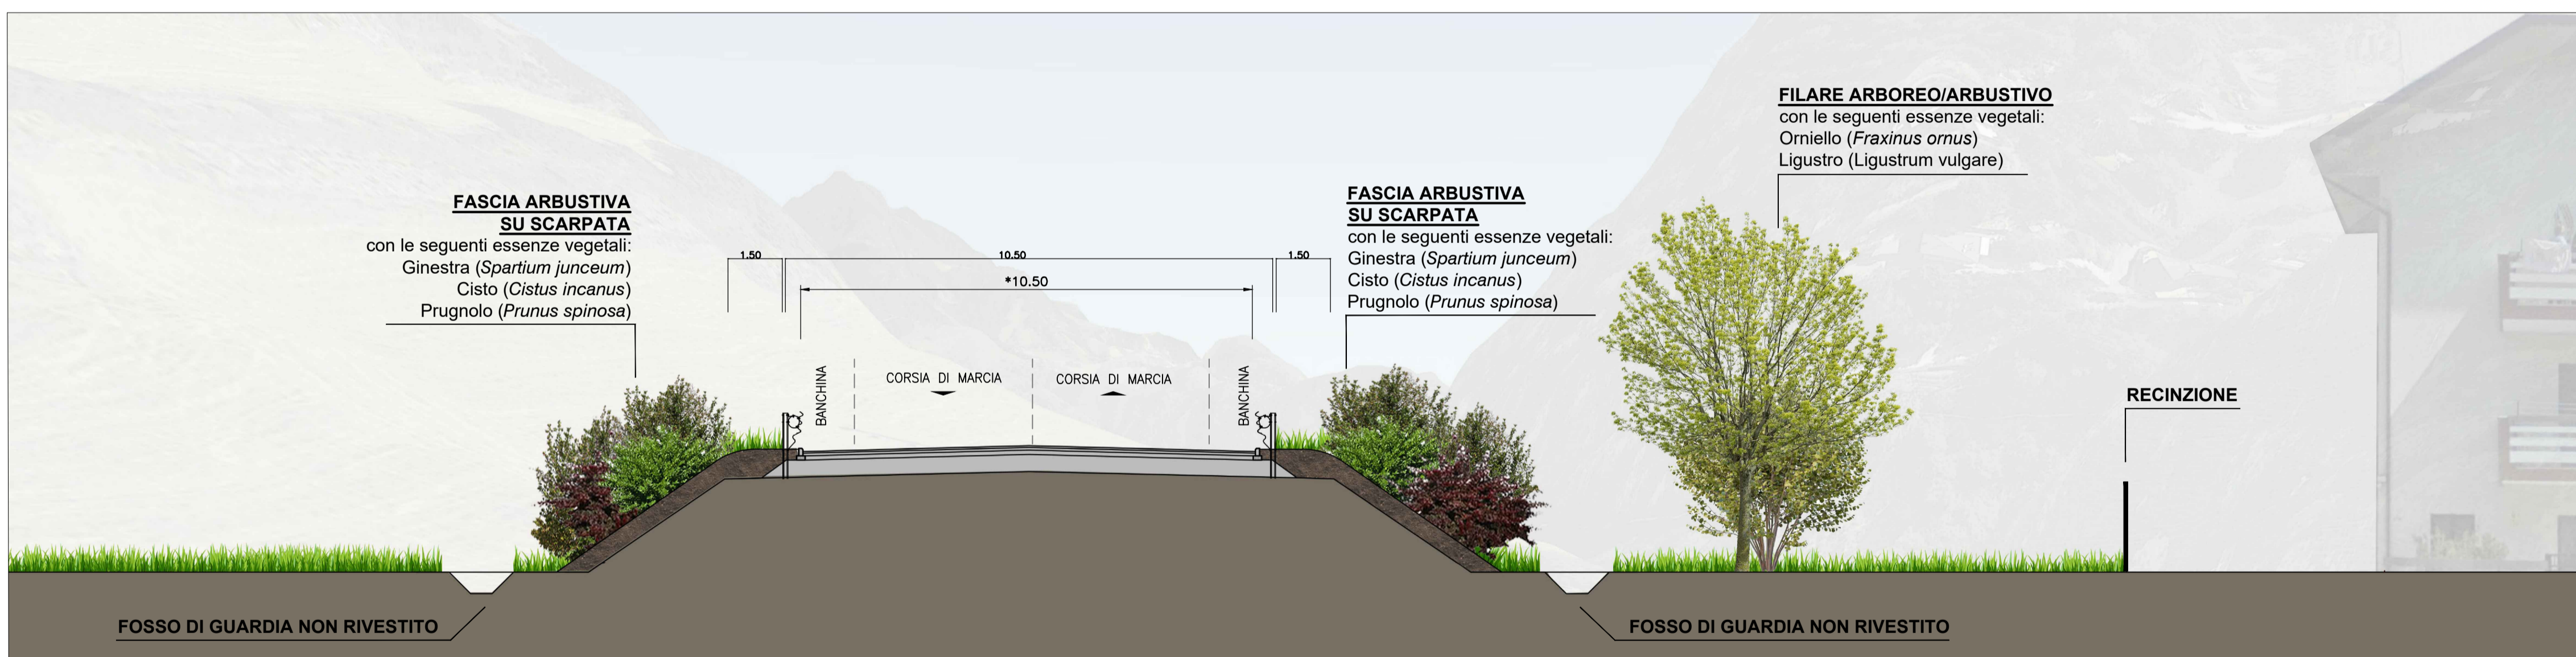 FASCIA ARBUSTIVA
SU SCARPATA
con le seguenti essenze vegetali:
Ginestra (Spartium junceum)
Cisto (Cistus incanus)
Prugnolo (Prunus spinosa)
1.50
10.50
1.50
*10.50
BANCHINA
CORSIA DI MARCIA
CORSIA DI MARCIA
BANCHINA
FASCIA ARBUSTIVA
SU SCARPATA
con le seguenti essenze vegetali:
Ginestra (Spartium junceum)
Cisto (Cistus incanus)
Prugnolo (Prunus spinosa)
FILARE ARBOREO/ARBUSTIVO
con le seguenti essenze vegetali:
Orniello (Fraxinus ornus)
Ligustro (Ligustrum vulgare)
RECINZIONE
FOSSO DI GUARDIA NON RIVESTITO
FOSSO DI GUARDIA NON RIVESTITO